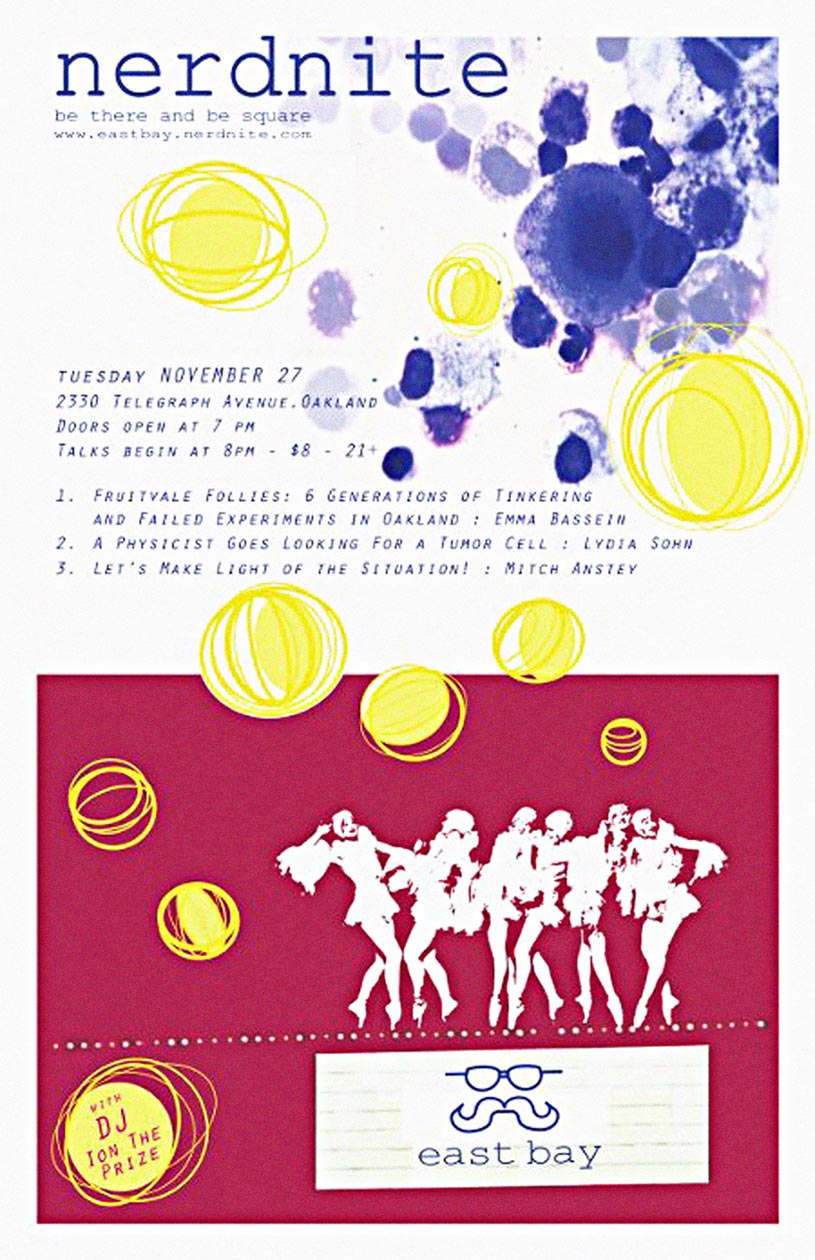 nerdnite
be there and be square
www.eastbay.nerdnite.com
TUESDAY NOVEMBER 27
2330 TELEGRAPH AVENUE, OAKLAND
DOORS OPEN AT 7 PM
TALKS BEGIN AT 8PM - $8 - 21+
1. FRUITVALE FOLLIES: 6 GENERATIONS OF TINKERING
AND FAILED EXPERIMENTS IN OAKLAND : EMMA BASSEIN
2. A PHYSICIST GOES LOOKING FOR A TUMOR CELL : LYDIA SOHN
3. LET'S MAKE LIGHT OF THE SITUATION! : MITCH ANSTEY
WITH
DJ
ION THE
PRIZE
east bay